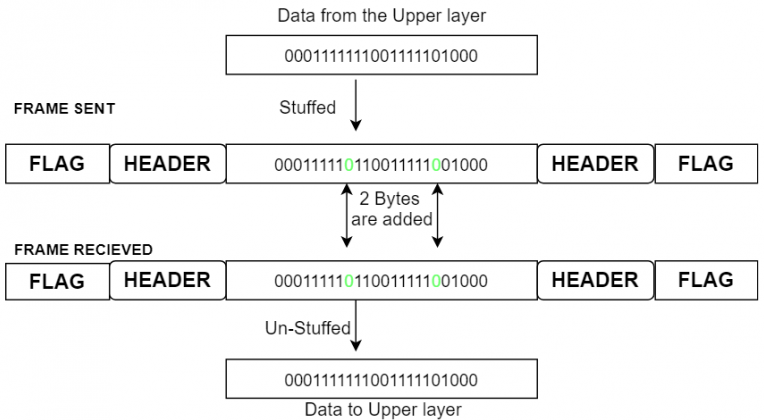 Data from the Upper layer
0001111111001111101000
Stuffed
FRAME SENT
FLAG HEADER 000111110110011111001000 HEADER FLAG
2 Bytes
are added
FRAME RECIEVED
FLAG HEADER 000111110110011111001000 HEADER FLAG
Un-Stuffed
0001111111001111101000
Data to Upper layer